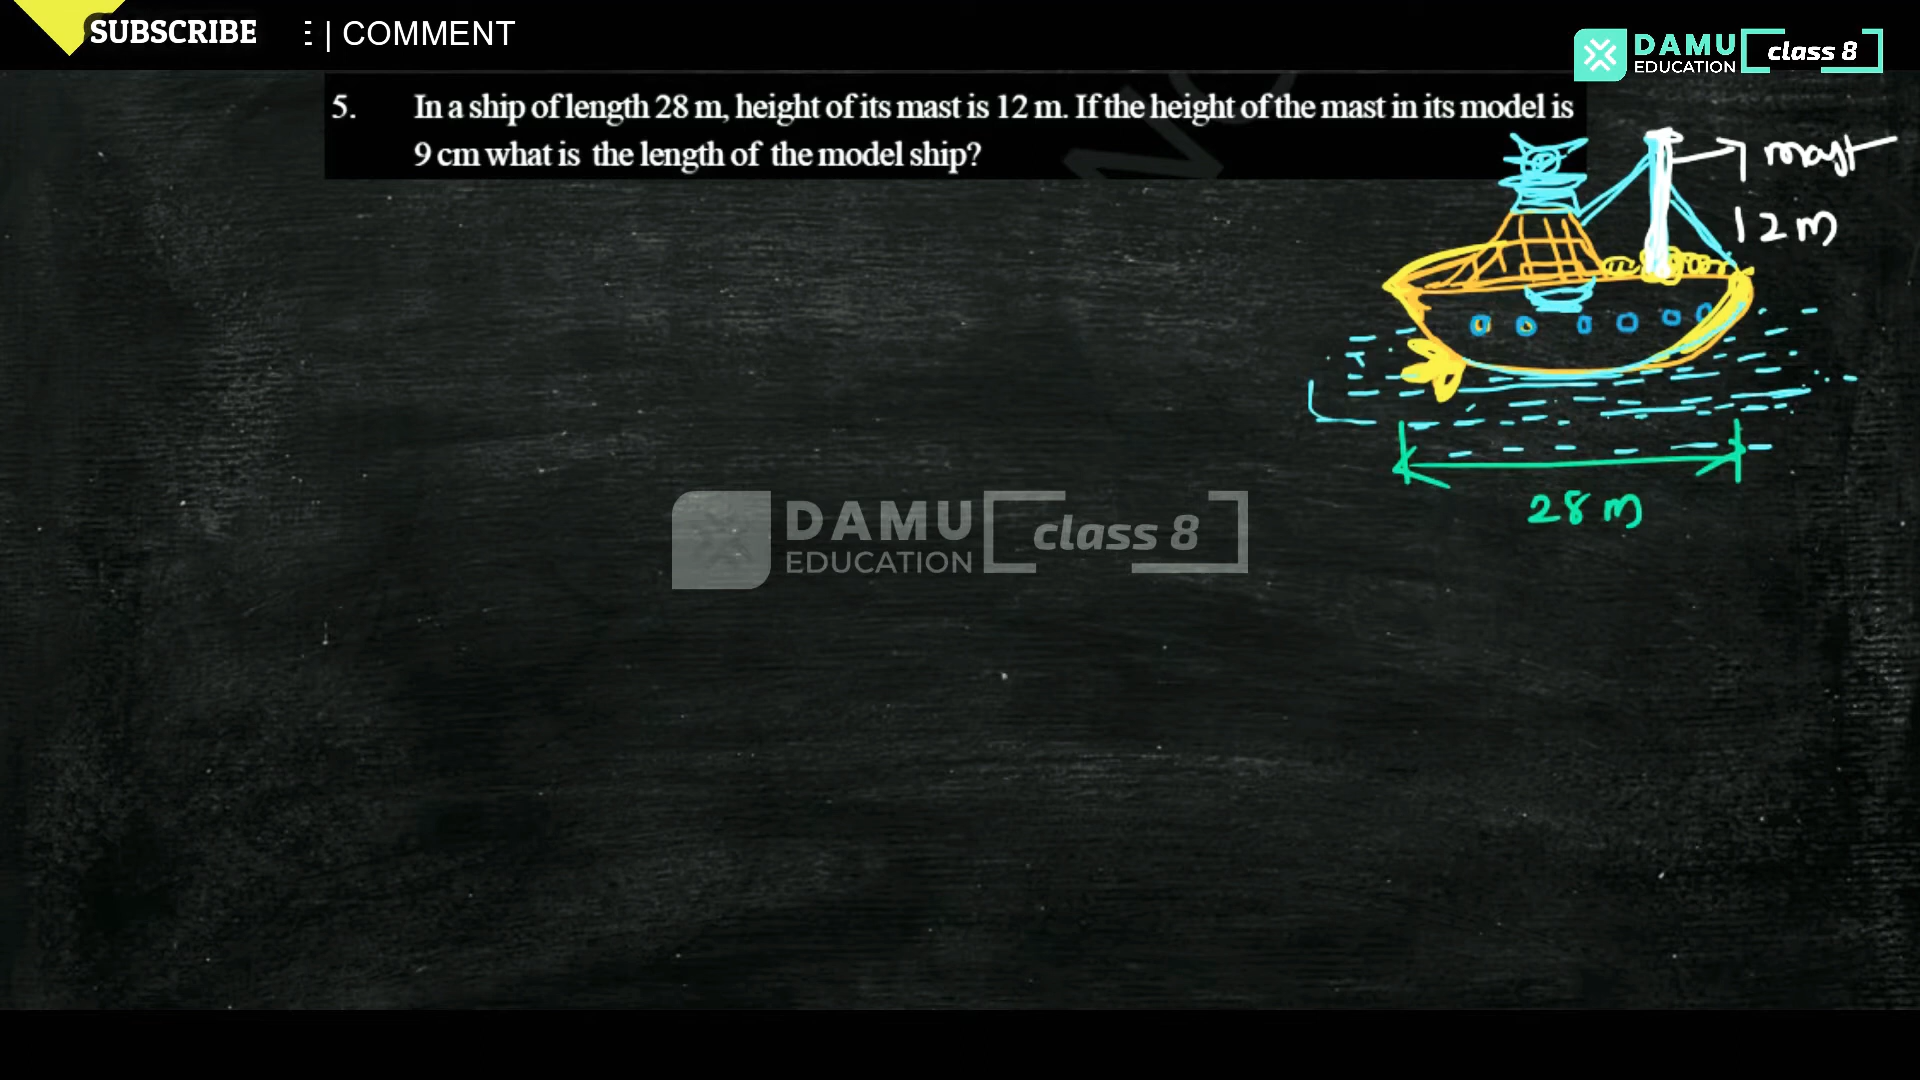 SUBSCRIBE | COMMENT
DAMU
EDUCATION
class 8
5. In a ship of length 28 m, height of its mast is 12 m. If the height of the mast in its model is
9 cm what is the length of the model ship?
mast
12 m
28 m
DAMU
EDUCATION
class 8